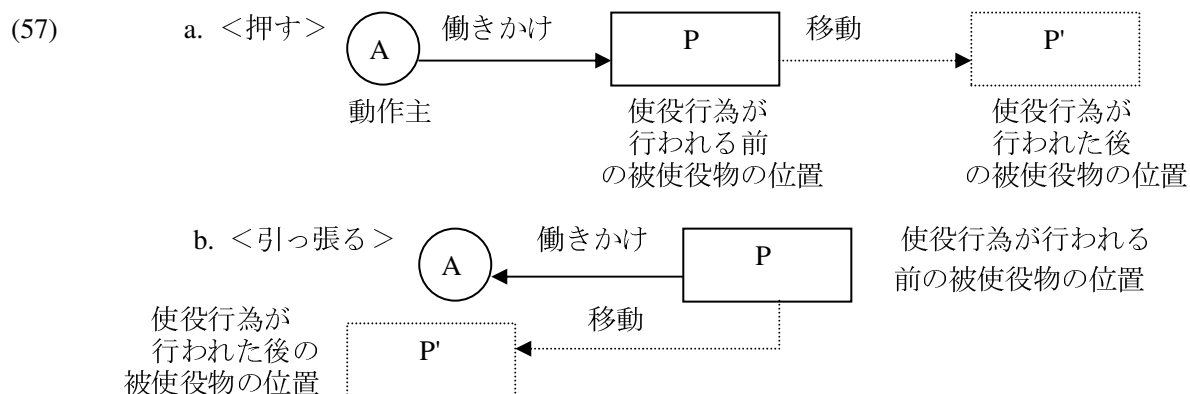 (57) a. ＜押す＞ 働きかけ 移動
A P P'
動作主
使役行為が
行われる前
の被使役物の位置
使役行為が
行われた後
の被使役物の位置
b. ＜引っ張る＞ 働きかけ
A P
使役行為が行われる
前の被使役物の位置
移動
P'
使役行為が
行われた後の
被使役物の位置